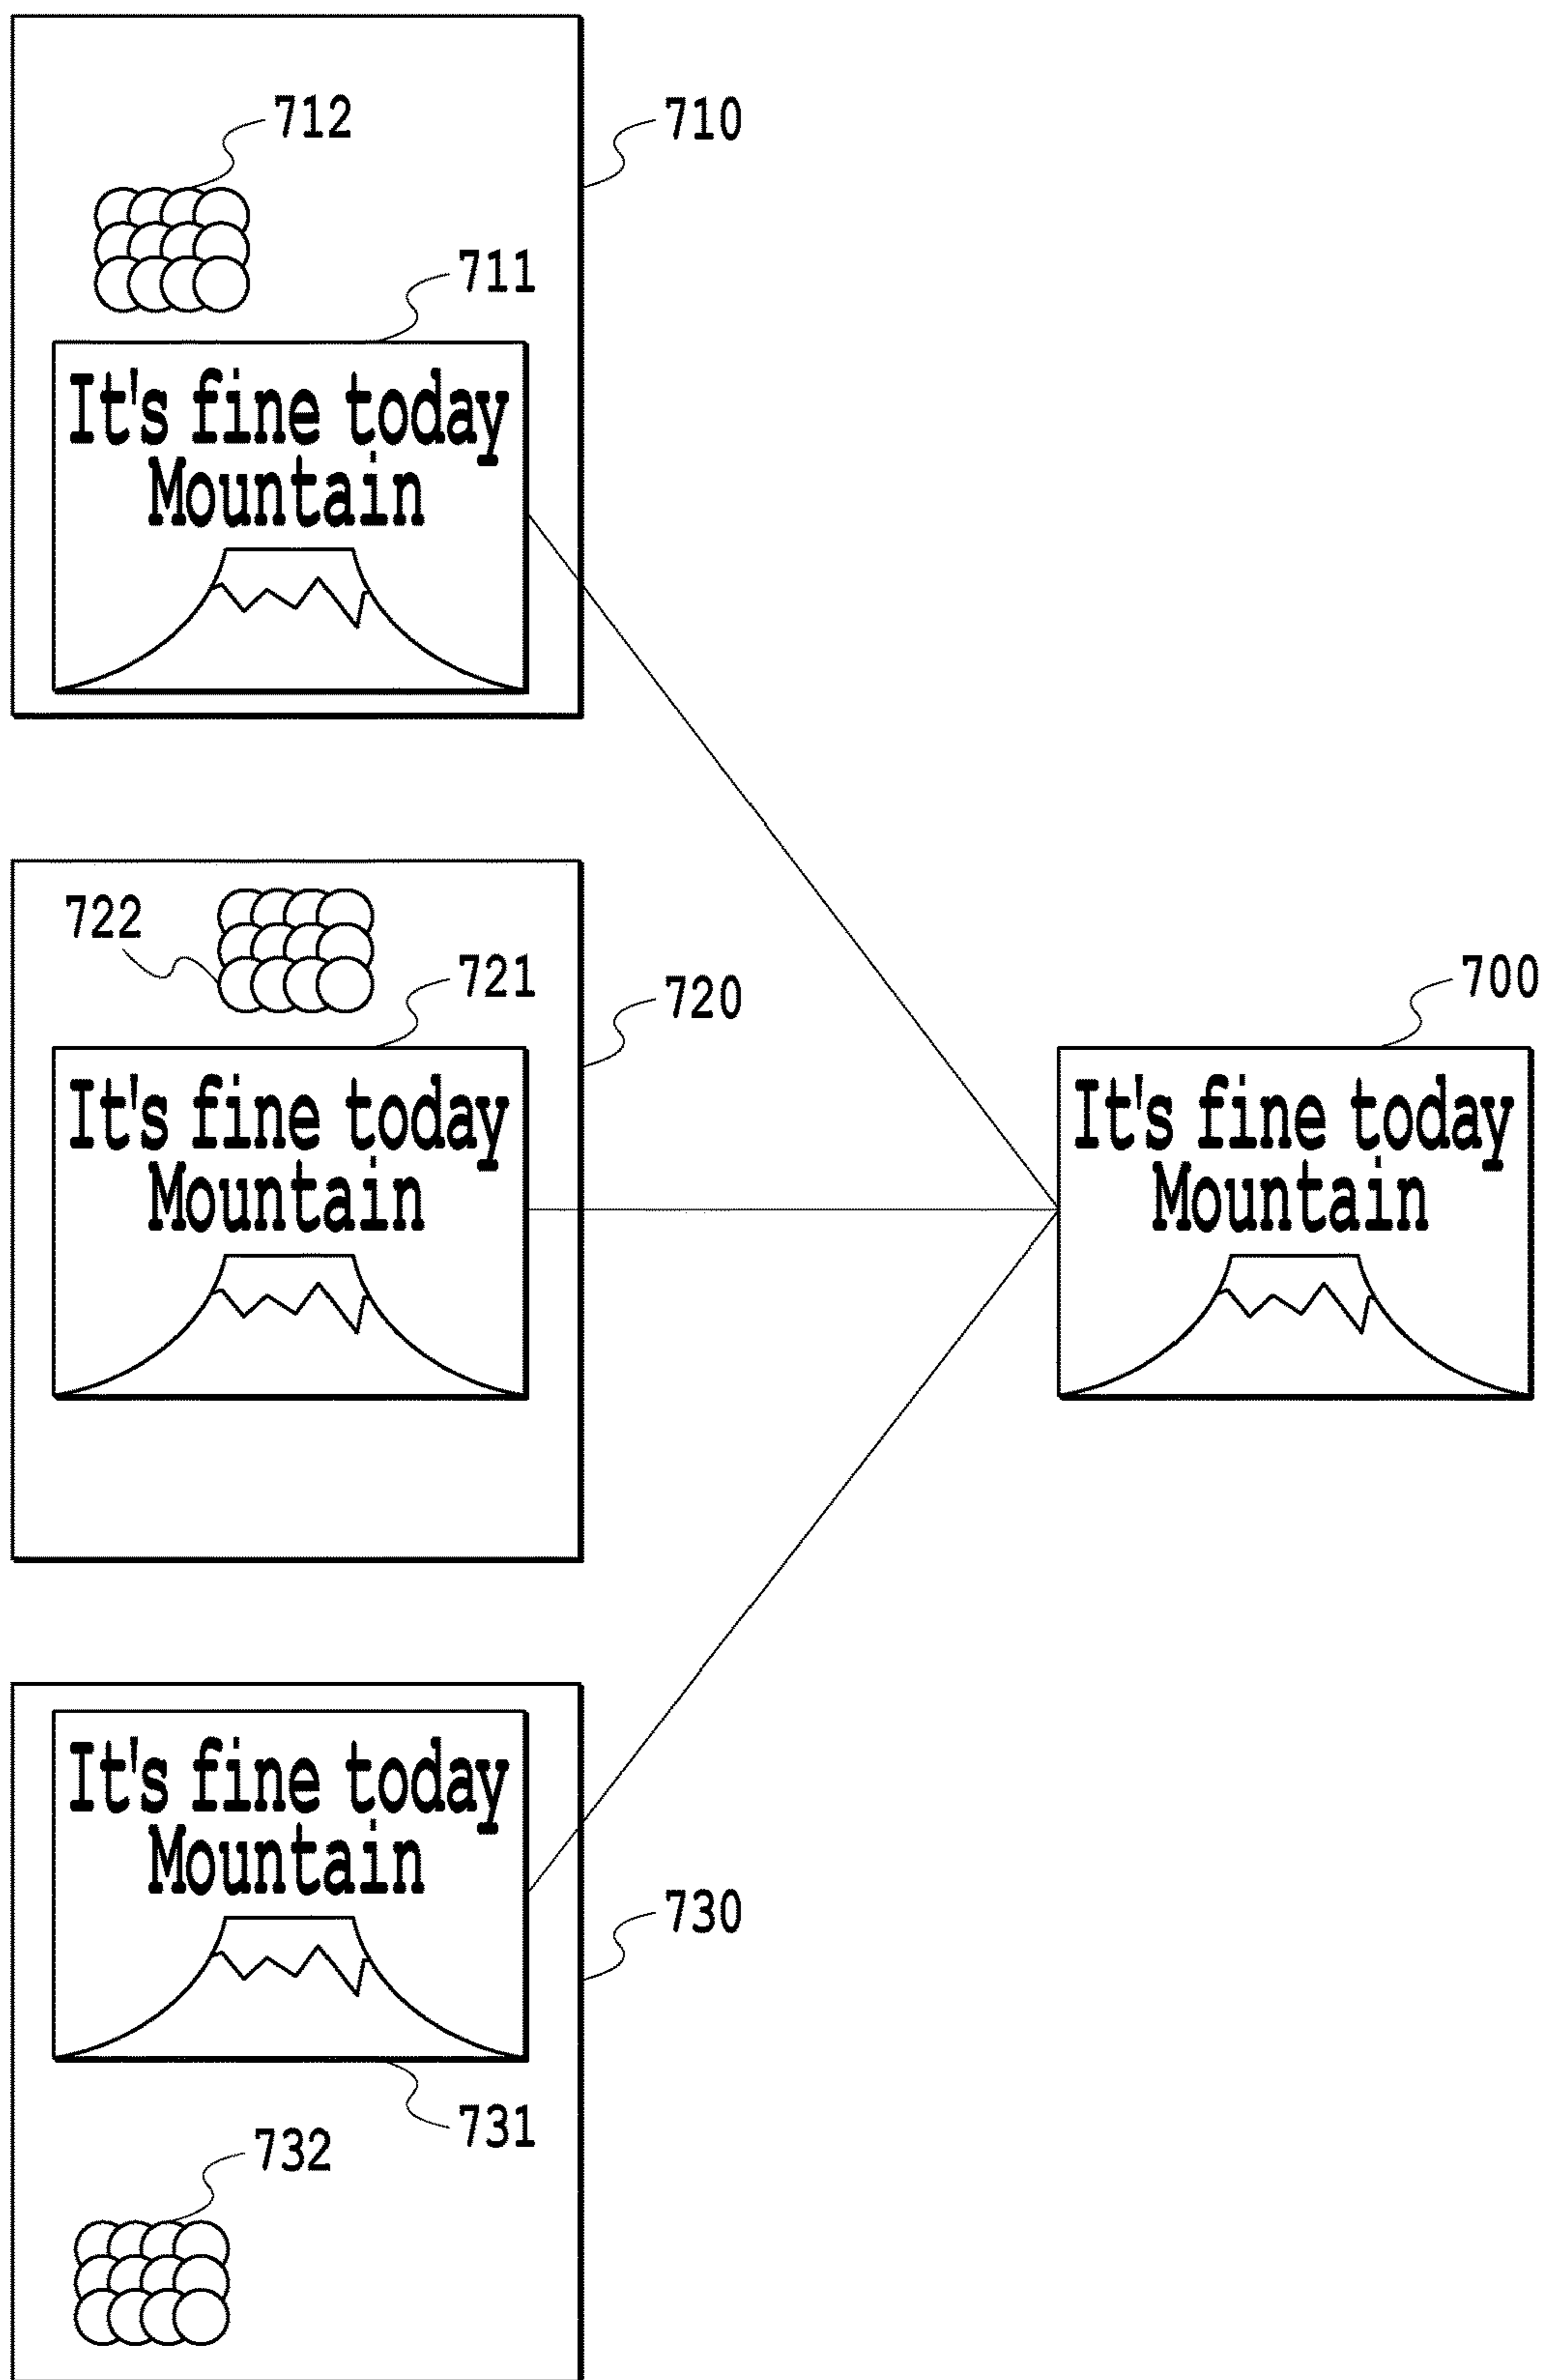 712
710
711
It's fine today
Mountain
722
721
720
It's fine today
Mountain
700
It's fine today
Mountain
It's fine today
Mountain
730
731
732